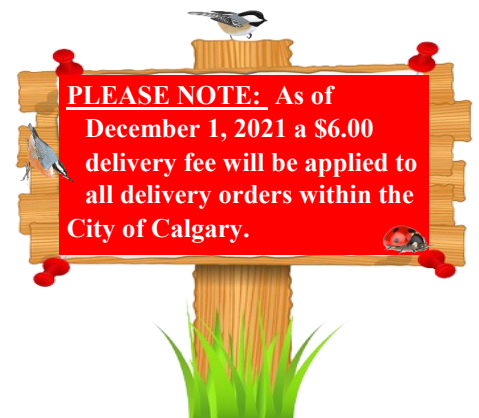 PLEASE NOTE: As of
December 1, 2021 a $6.00
delivery fee will be applied to
all delivery orders within the
City of Calgary.